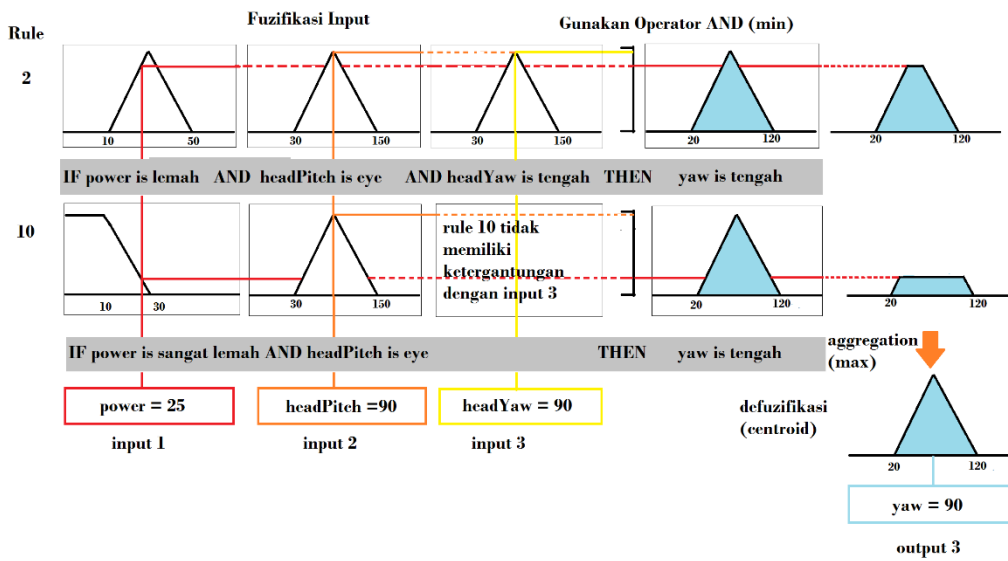 Fuzifikasi Input
Gunakan Operator AND (min)
Rule
2
10 50
30 150
30 150
20 120
20 120
IF power is lemah AND headPitch is eye AND headYaw is tengah THEN yaw is tengah
10
rule 10 tidak
memiliki
ketergantungan
dengan input 3
10 30
30 150
20 120
20 120
IF power is sangat lemah AND headPitch is eye THEN yaw is tengah
aggregation
(max)
power = 25
headPitch =90
headYaw = 90
input 1
input 2
input 3
defuzifikasi
(centroid)
20 120
yaw = 90
output 3